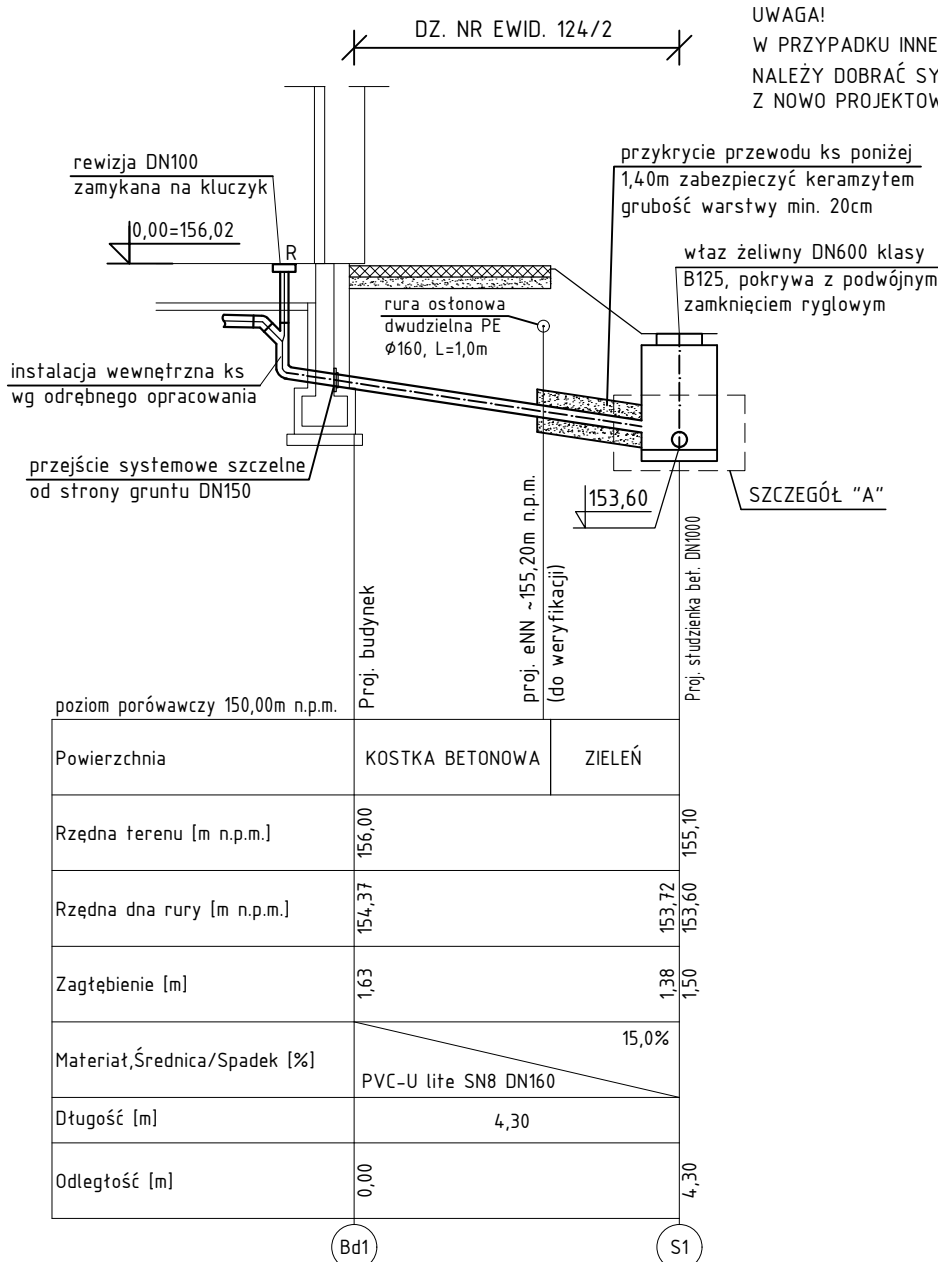 DZ. NR EWID. 124/2
UWAGA!
W PRZYPADKU INNE
NALEŻY DOBRAĆ SY
Z NOWO PROJEKTOW
rewizja DN100
zamykana na kluczyk
0,00=156,02
R
przykrycie przewodu ks poniżej
1,40m zabezpieczyć keramzytem
grubość warstwy min. 20cm
właz żeliwny DN600 klasy
B125, pokrywa z podwójnym
zamknięciem ryglowym
rura osłonowa
dwudzielna PE
Φ160, L=1,0m
instalacja wewnętrzna ks
wg odrębnego opracowania
przejście systemowe szczelne
od strony gruntu DN150
153,60
SZCZEGÓŁ "A"
Proj. budynek
proj. eNN ~155,20m n.p.m.
(do weryfikacji)
Proj. studzienka bet. DN1000
poziom porówawczy 150,00m n.p.m.
Powierzchnia KOSTKA BETONOWA ZIELEŃ
Rzędna terenu [m n.p.m.] 156,00 155,10
Rzędna dna rury [m n.p.m.] 154,37 153,72 153,60
Zagłębienie [m] 1,63 1,38 1,50
Materiał,Średnica/Spadek [%] PVC-U lite SN8 DN160 15,0%
Długość [m] 4,30
Odległość [m] 0,00 4,30
Bd1 S1